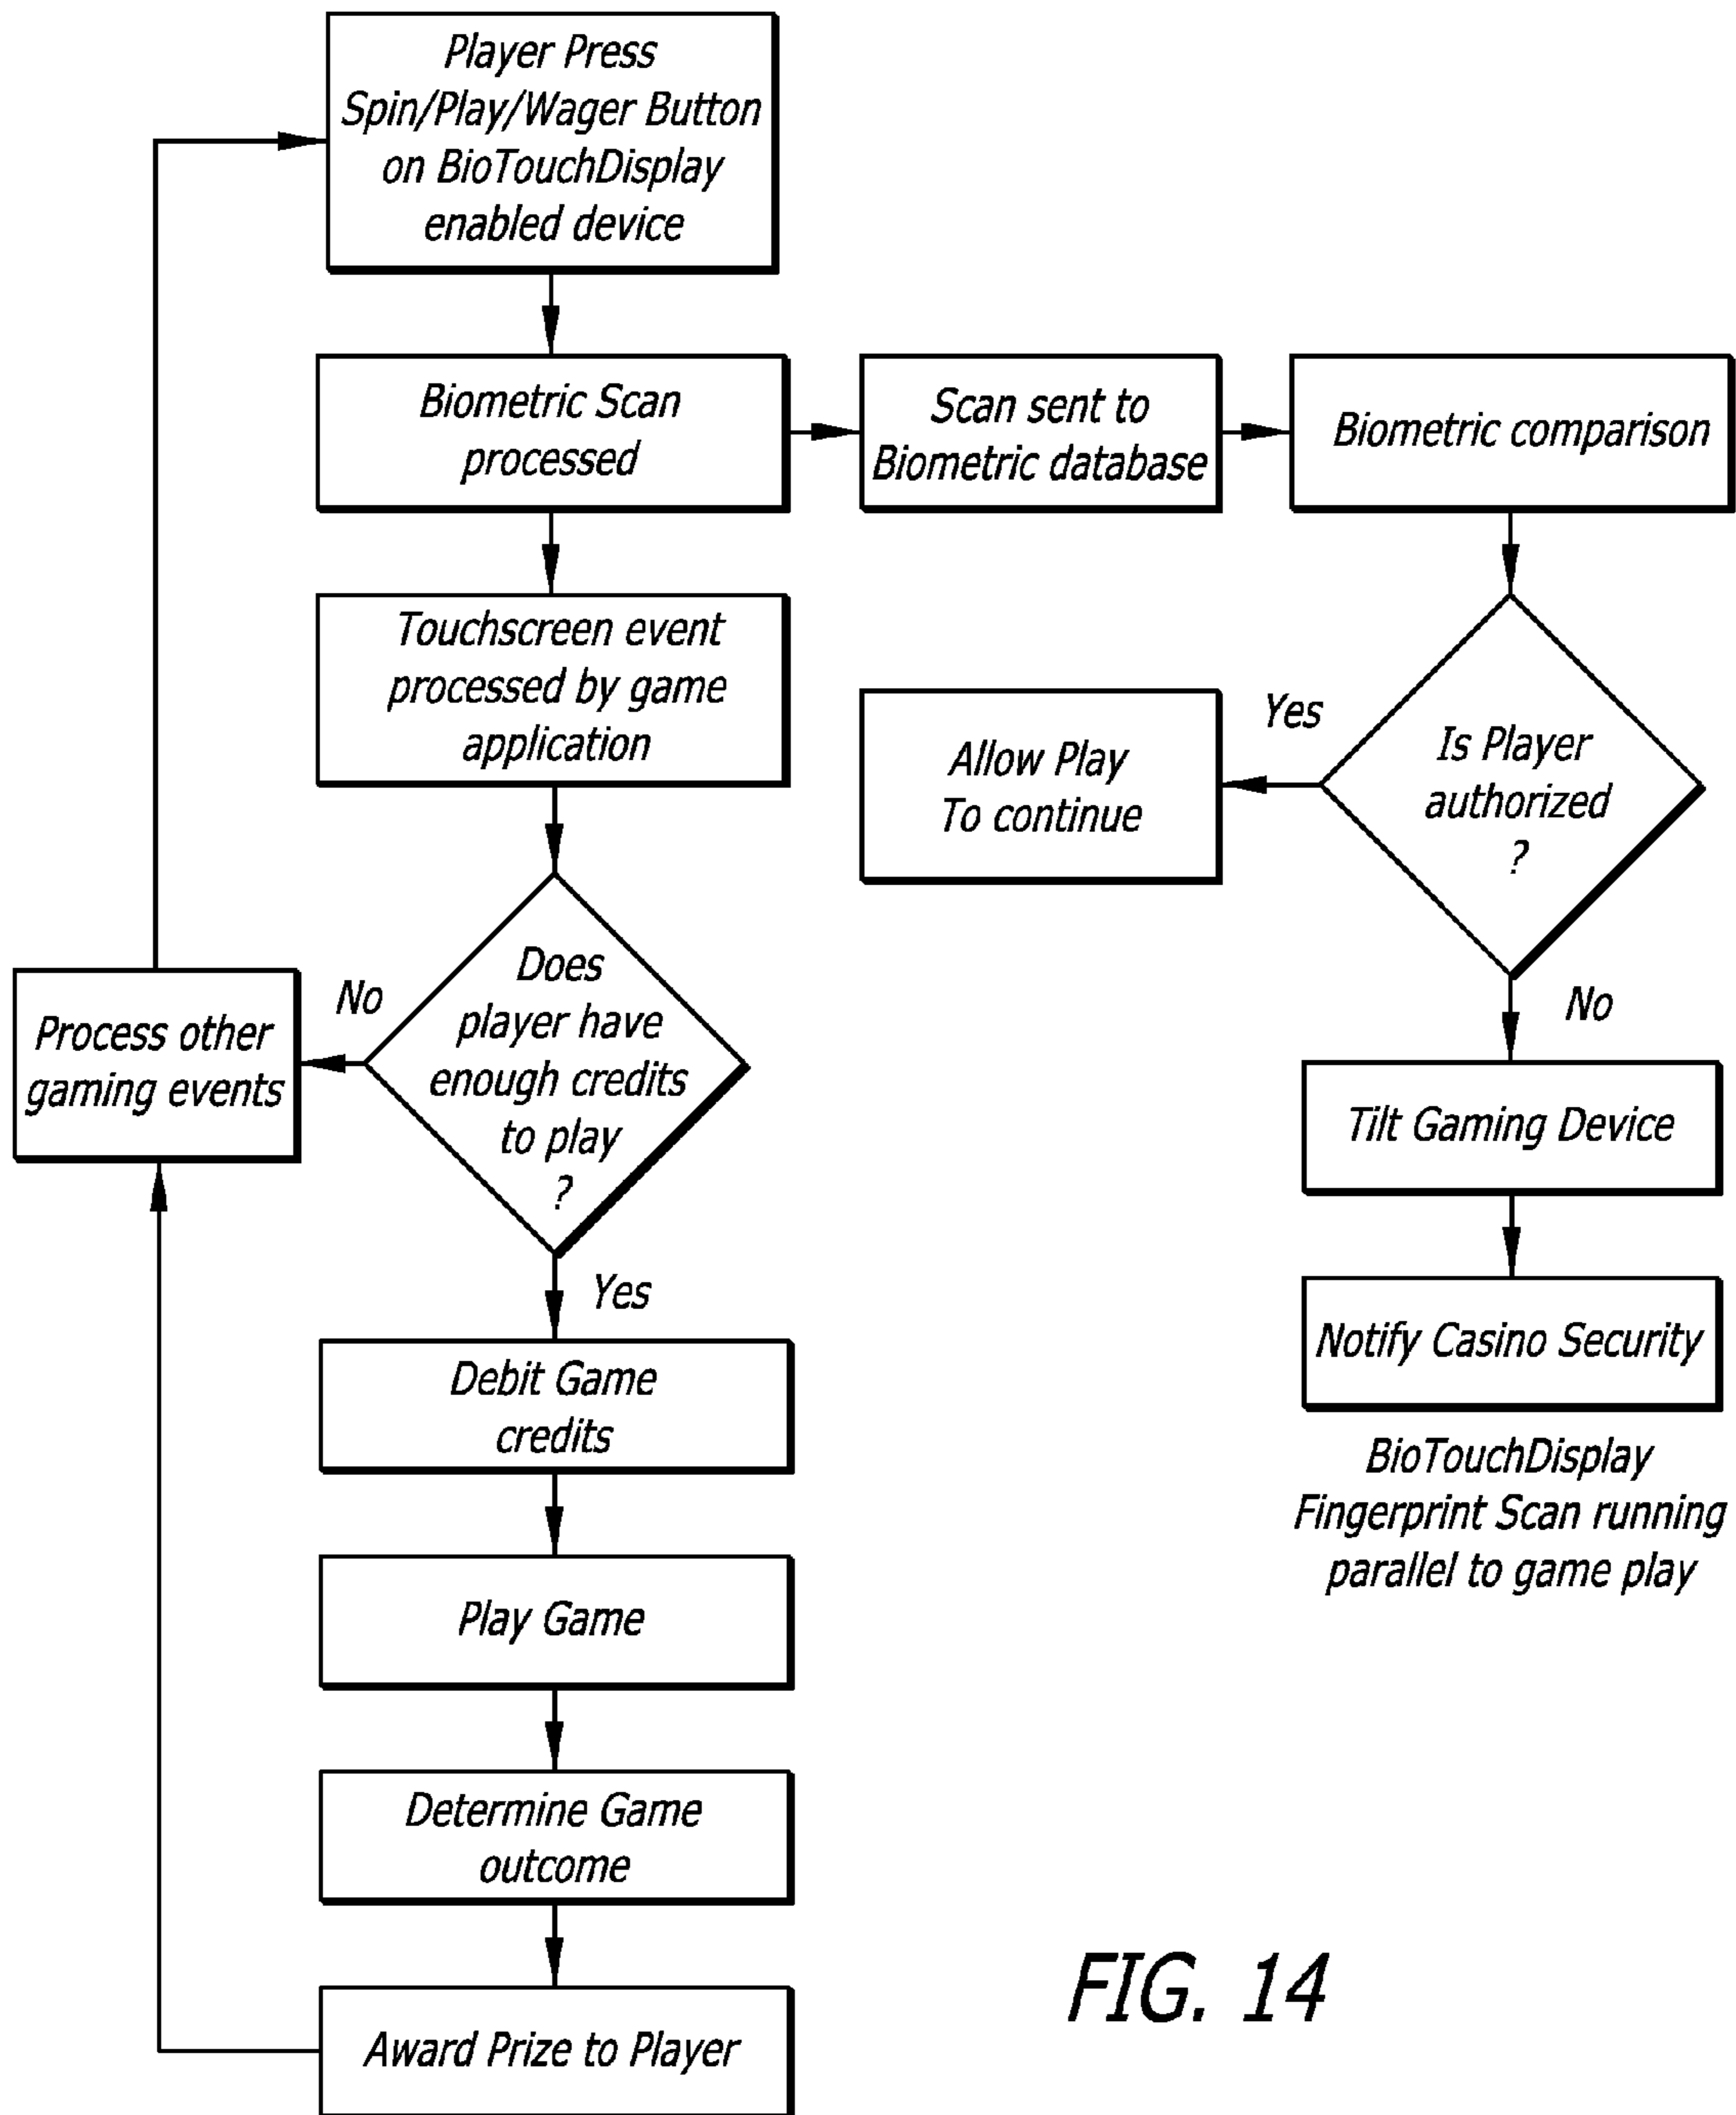 Player Press
Spin/Play/Wager Button
on BioTouchDisplay
enabled device
Biometric Scan
processed
Scan sent to
Biometric database
Biometric comparison
Touchscreen event
processed by game
application
Allow Play
To continue
Yes
Is Player
authorized
?
No
Process other
gaming events
No
Does
player have
enough credits
to play
?
Yes
Tilt Gaming Device
Notify Casino Security
BioTouchDisplay
Fingerprint Scan running
parallel to game play
Debit Game
credits
Play Game
Determine Game
outcome
Award Prize to Player
FIG. 14